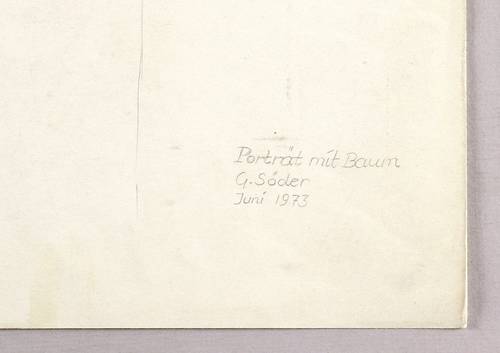 Porträt mit Baum
G. Söder
Juni 1973